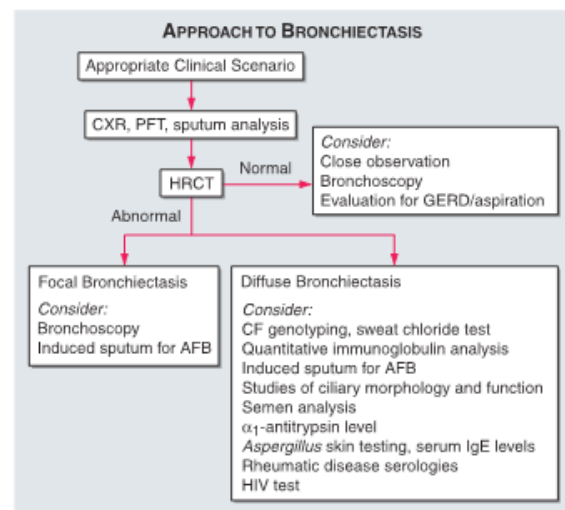 APPROACH TO BRONCHIECTASIS
Appropriate Clinical Scenario
CXR, PFT, sputum analysis
HRCT
Normal
Consider:
Close observation
Bronchoscopy
Evaluation for GERD/aspiration
Abnormal
Focal Bronchiectasis
Consider:
Bronchoscopy
Induced sputum for AFB
Diffuse Bronchiectasis
Consider:
CF genotyping, sweat chloride test
Quantitative immunoglobulin analysis
Induced sputum for AFB
Studies of ciliary morphology and function
Semen analysis
α₁-antitrypsin level
Aspergillus skin testing, serum IgE levels
Rheumatic disease serologies
HIV test